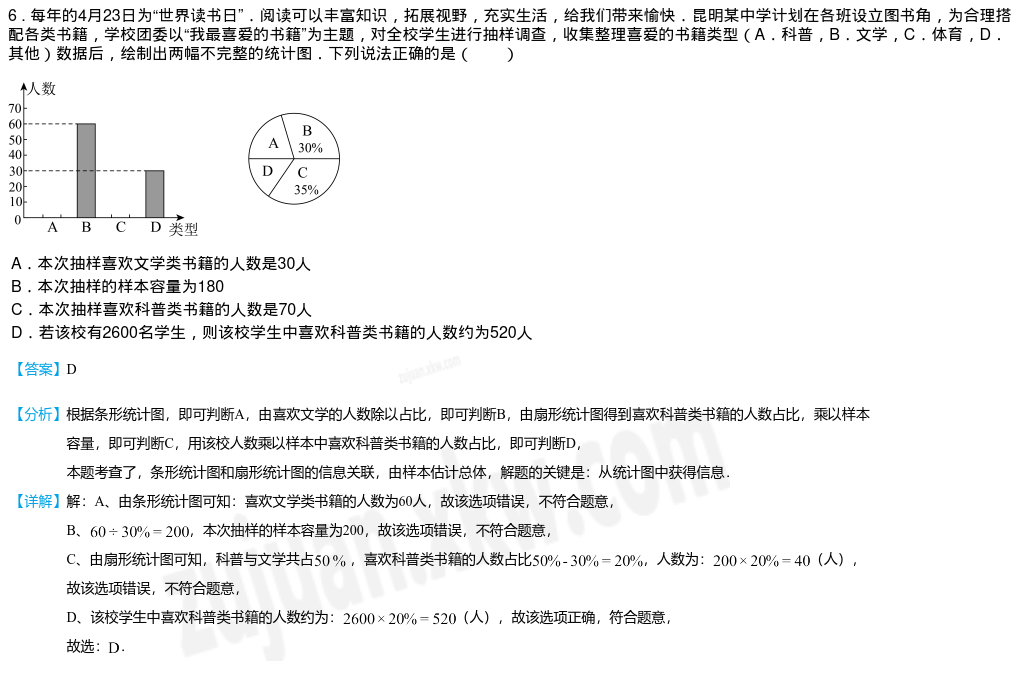 6．每年的4月23日为“世界读书日”．阅读可以丰富知识，拓展视野，充实生活，给我们带来愉快．昆明某中学计划在各班设立图书角，为合理搭
配各类书籍，学校团委以“我最喜爱的书籍”为主题，对全校学生进行抽样调查，收集整理喜爱的书籍类型（A．科普，B．文学，C．体育，D．
其他）数据后，绘制出两幅不完整的统计图．下列说法正确的是（　　）
人数
70
60
50
40
30
20
10
0
A B C D 类型
B
30%
A
D
C
35%
A．本次抽样喜欢文学类书籍的人数是30人
B．本次抽样的样本容量为180
C．本次抽样喜欢科普类书籍的人数是70人
D．若该校有2600名学生，则该校学生中喜欢科普类书籍的人数约为520人
【答案】D
【分析】根据条形统计图，即可判断A，由喜欢文学的人数除以占比，即可判断B，由扇形统计图得到喜欢科普类书籍的人数占比，乘以样本
容量，即可判断C，用该校人数乘以样本中喜欢科普类书籍的人数占比，即可判断D，
本题考查了，条形统计图和扇形统计图的信息关联，由样本估计总体，解题的关键是：从统计图中获得信息．
【详解】解：A、由条形统计图可知：喜欢文学类书籍的人数为60人，故该选项错误，不符合题意，
B、60÷30%=200，本次抽样的样本容量为200，故该选项错误，不符合题意，
C、由扇形统计图可知，科普与文学共占50%，喜欢科普类书籍的人数占比50%-30%=20%，人数为：200×20%=40（人），
故该选项错误，不符合题意，
D、该校学生中喜欢科普类书籍的人数约为：2600×20%=520（人），故该选项正确，符合题意，
故选：D．
zujuan.xkw.com
zujuan.xkw.com